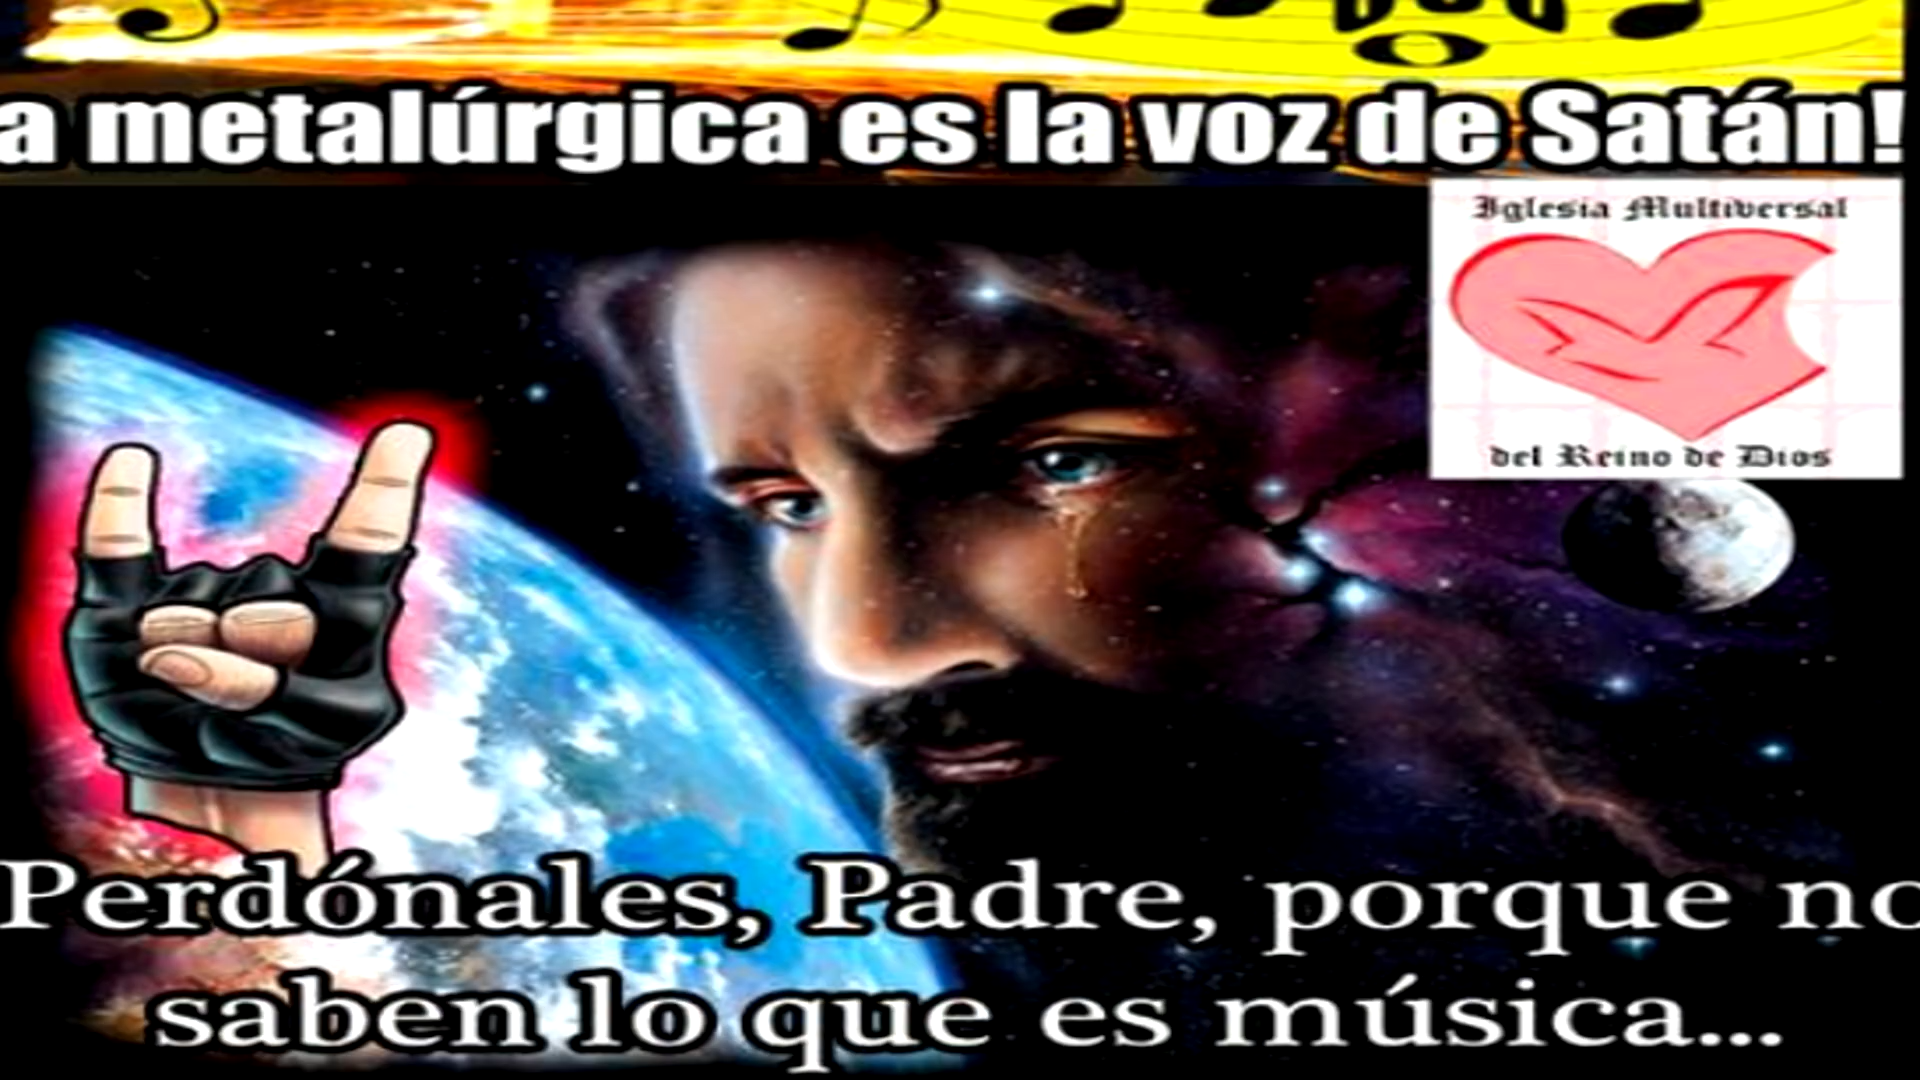 a metalúrgica es la voz de Satán!
Iglesia Multiversal
del Reino de Dios
Perdónales, Padre, porque no
saben lo que es música...